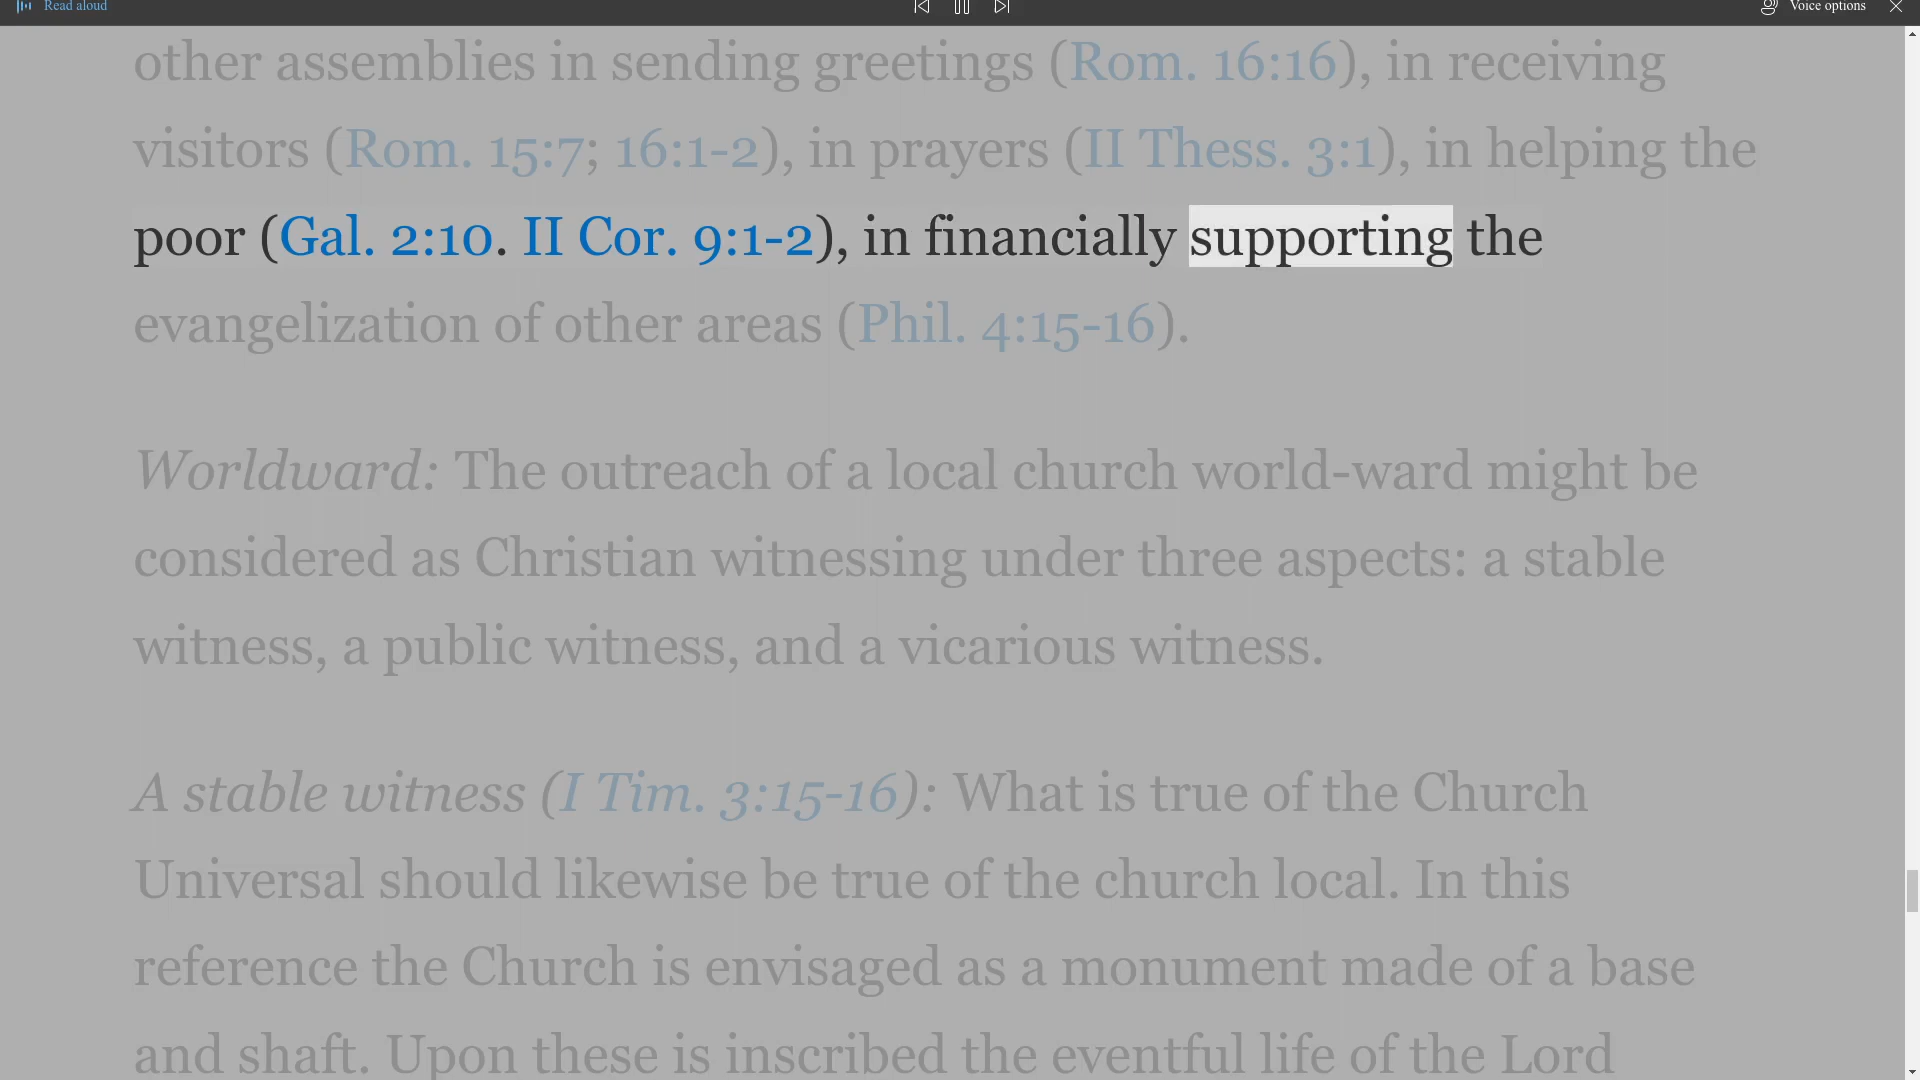 Read aloud
Voice options
other assemblies in sending greetings (Rom. 16:16), in receiving
visitors (Rom. 15:7; 16:1-2), in prayers (II Thess. 3:1), in helping the
poor (Gal. 2:10. II Cor. 9:1-2), in financially supporting the
evangelization of other areas (Phil. 4:15-16).
Worldward: The outreach of a local church world-ward might be
considered as Christian witnessing under three aspects: a stable
witness, a public witness, and a vicarious witness.
A stable witness (I Tim. 3:15-16): What is true of the Church
Universal should likewise be true of the church local. In this
reference the Church is envisaged as a monument made of a base
and shaft. Upon these is inscribed the eventful life of the Lord